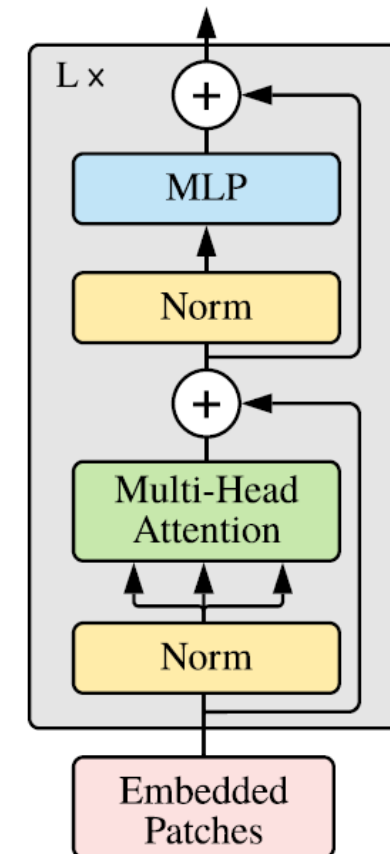 L ×
+
MLP
Norm
+
Multi-Head
Attention
Norm
Embedded
Patches